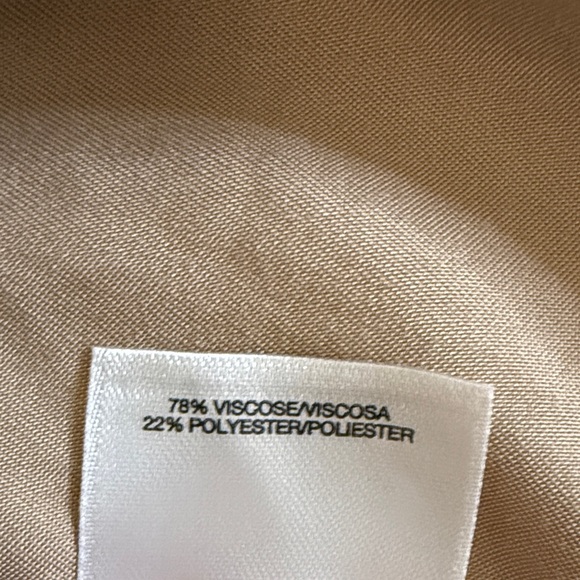 78% VISCOSE/VISCOSA
22% POLYESTER/POLIESTER